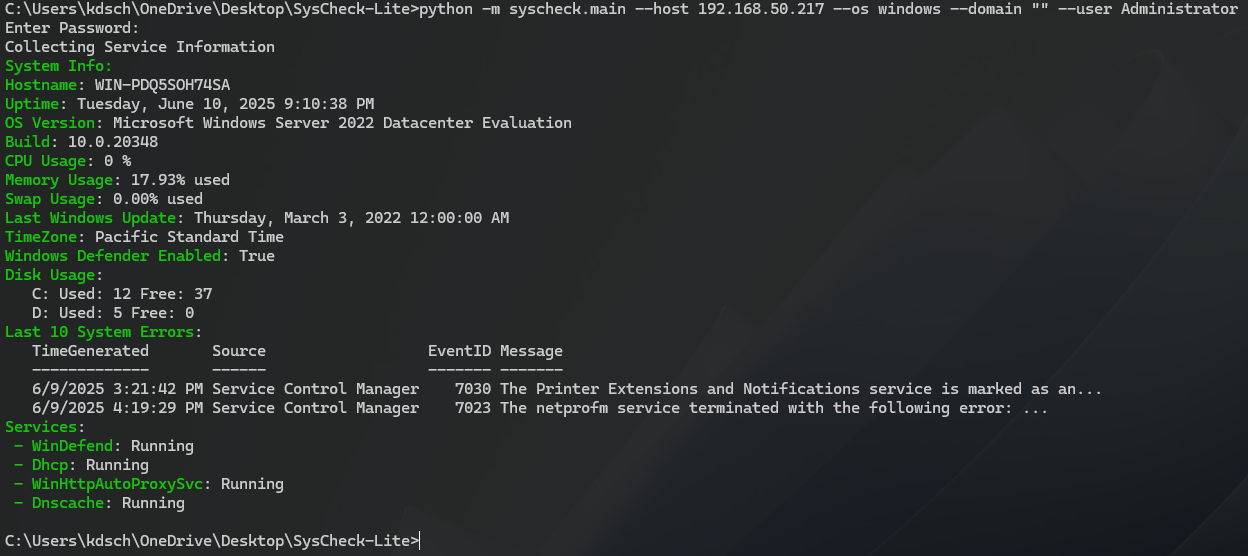 C:\Users\kdsch\OneDrive\Desktop\SysCheck-Lite>python -m syscheck.main --host 192.168.50.217 --os windows --domain "" --user Administrator
Enter Password:
Collecting Service Information
System Info:
Hostname: WIN-PDQ5SOH74SA
Uptime: Tuesday, June 10, 2025 9:10:38 PM
OS Version: Microsoft Windows Server 2022 Datacenter Evaluation
Build: 10.0.20348
CPU Usage: 0 %
Memory Usage: 17.93% used
Swap Usage: 0.00% used
Last Windows Update: Thursday, March 3, 2022 12:00:00 AM
TimeZone: Pacific Standard Time
Windows Defender Enabled: True
Disk Usage:
   C: Used: 12 Free: 37
   D: Used: 5 Free: 0
Last 10 System Errors:
   TimeGenerated       Source                  EventID Message
   -------------       ------                  ------- -------
   6/9/2025 3:21:42 PM Service Control Manager    7030 The Printer Extensions and Notifications service is marked as an...
   6/9/2025 4:19:29 PM Service Control Manager    7023 The netprofm service terminated with the following error: ...
Services:
 - WinDefend: Running
 - Dhcp: Running
 - WinHttpAutoProxySvc: Running
 - Dnscache: Running
C:\Users\kdsch\OneDrive\Desktop\SysCheck-Lite>